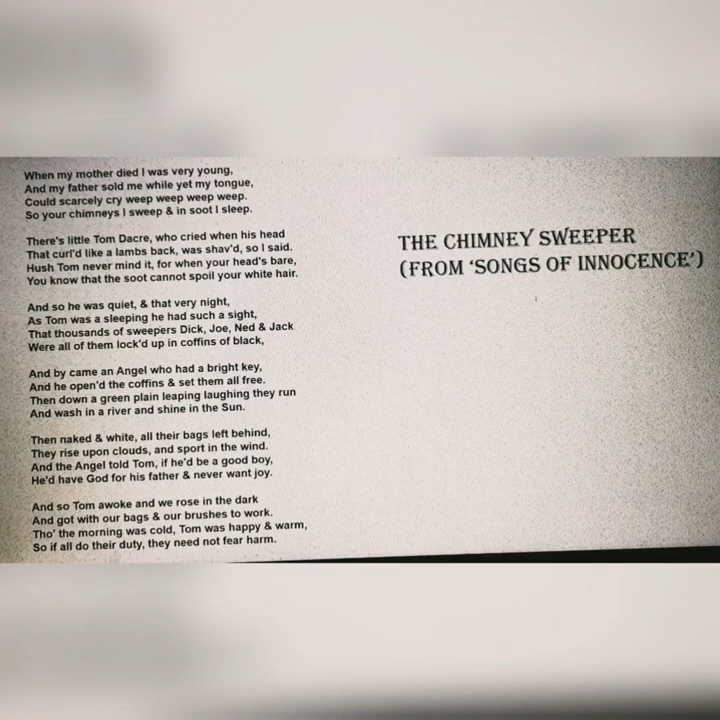 When my mother died I was very young,
And my father sold me while yet my tongue,
Could scarcely cry weep weep weep weep.
So your chimneys I sweep & in soot I sleep.
There's little Tom Dacre, who cried when his head
That curl'd like a lambs back, was shav'd, so I said.
Hush Tom never mind it, for when your head's bare,
You know that the soot cannot spoil your white hair.
And so he was quiet, & that very night,
As Tom was a sleeping he had such a sight,
That thousands of sweepers Dick, Joe, Ned & Jack
Were all of them lock'd up in coffins of black,
And by came an Angel who had a bright key,
And he open'd the coffins & set them all free.
Then down a green plain leaping laughing they run
And wash in a river and shine in the Sun.
Then naked & white, all their bags left behind,
They rise upon clouds, and sport in the wind.
And the Angel told Tom, if he'd be a good boy,
He'd have God for his father & never want joy.
And so Tom awoke and we rose in the dark
And got with our bags & our brushes to work.
Tho' the morning was cold, Tom was happy & warm,
So if all do their duty, they need not fear harm.
THE CHIMNEY SWEEPER
(FROM 'SONGS OF INNOCENCE')